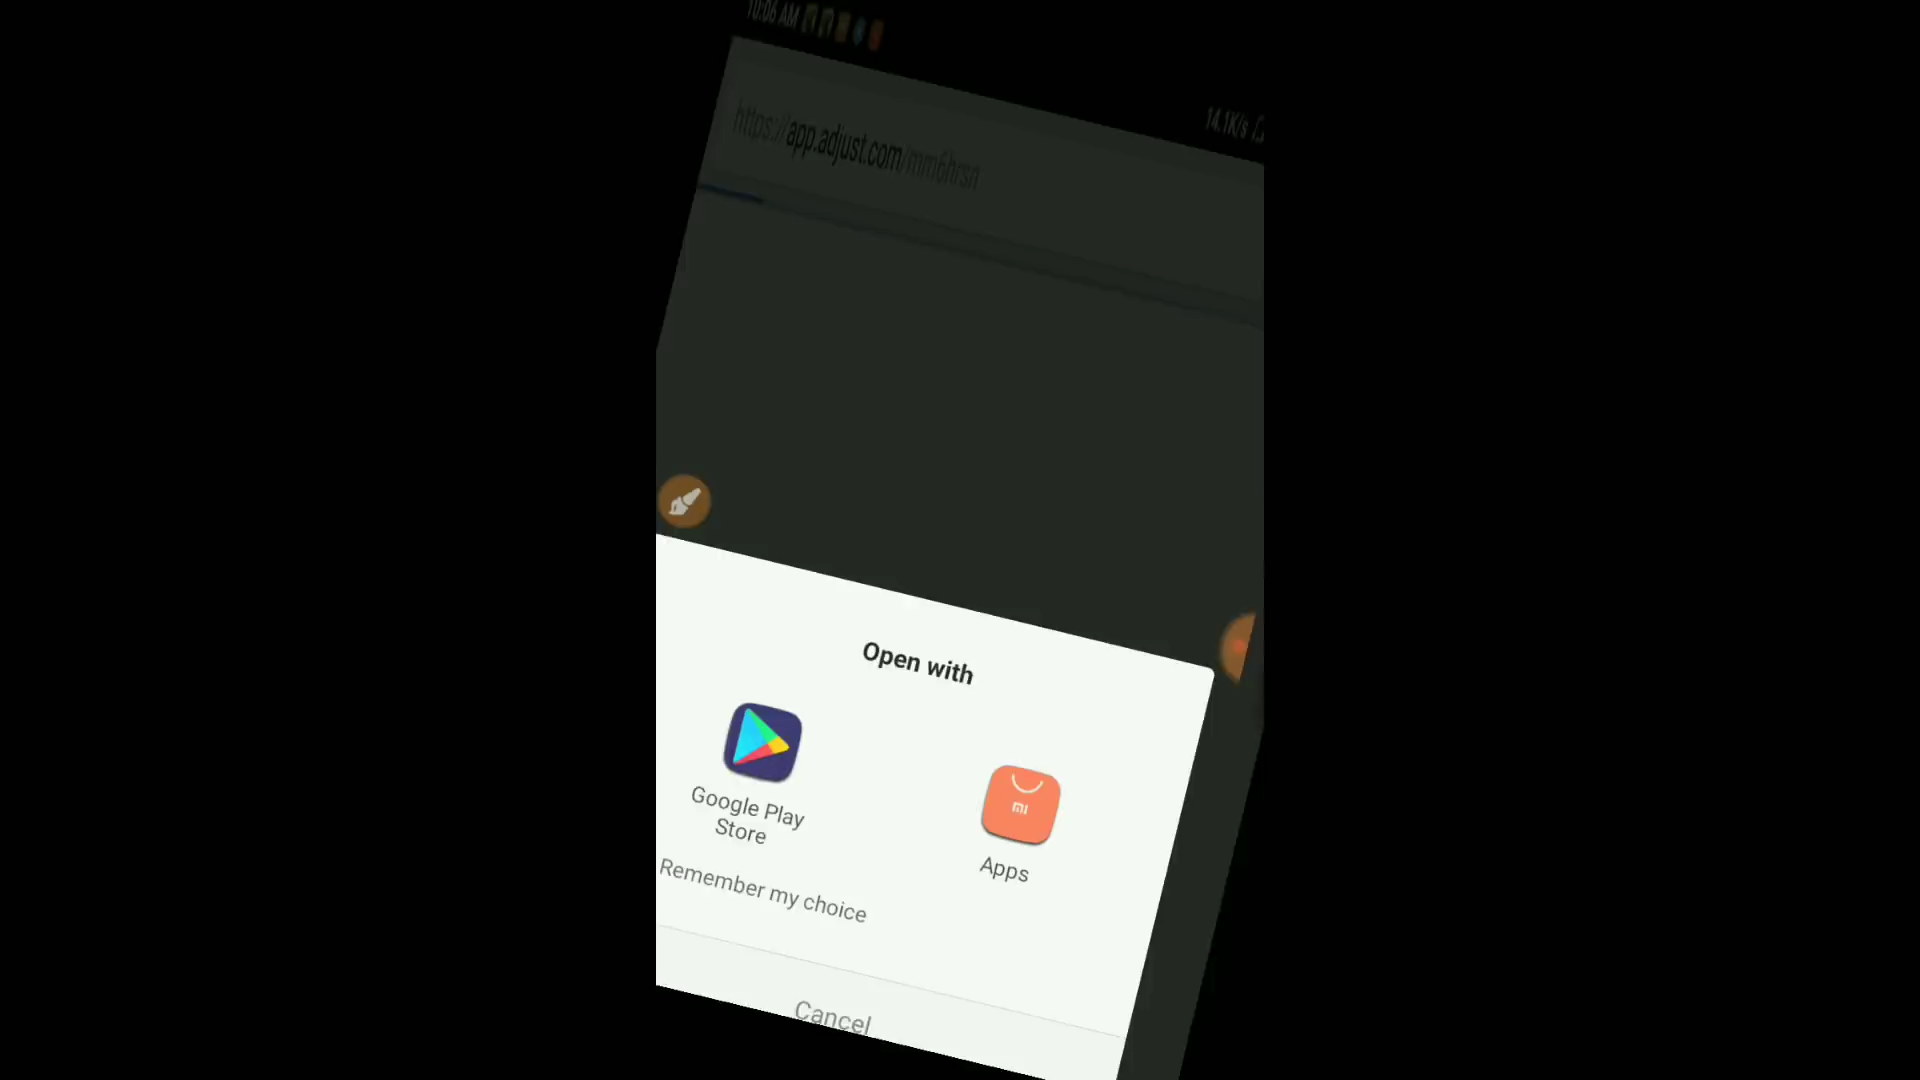 10:06 AM
14.1K/s
https://app.adjust.com/mm6hrsn
Open with
Google Play
Store
mi
Apps
Remember my choice
Cancel